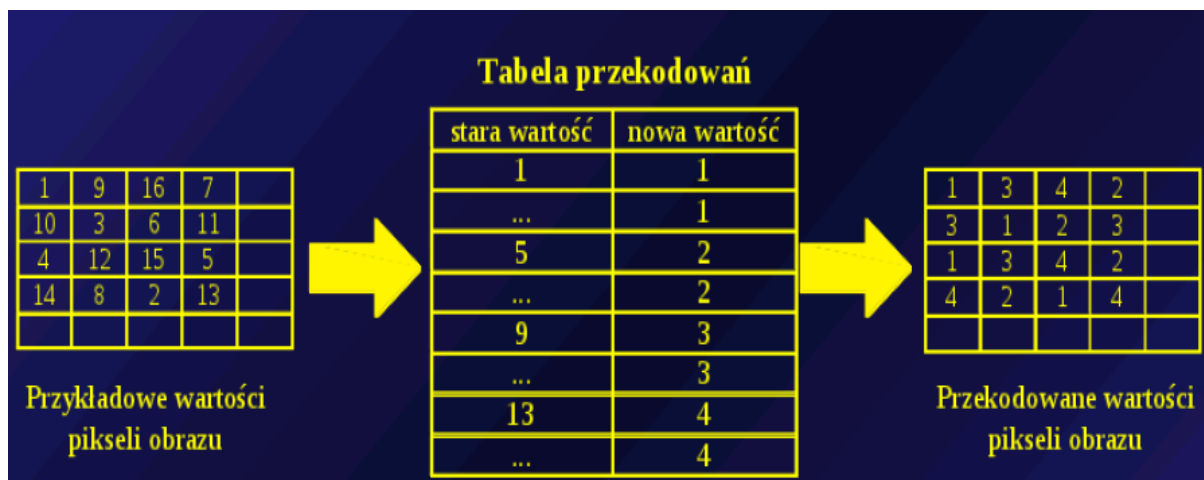 Tabela przekodowań
stara wartość nowa wartość
1 1
... 1
5 2
... 2
9 3
... 3
13 4
... 4
1 9 16 7
10 3 6 11
4 12 15 5
14 8 2 13
Przykładowe wartości
pikseli obrazu
1 3 4 2
3 1 2 3
1 3 4 2
4 2 1 4
Przekodowane wartości
pikseli obrazu